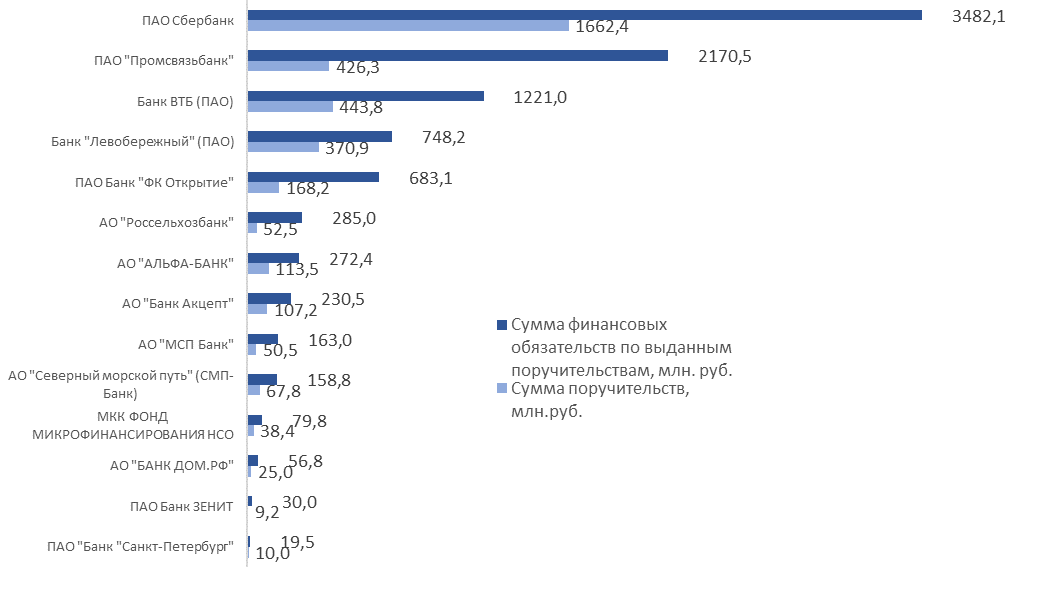 ПАО Сбербанк
3482,1
1662,4
ПАО "Промсвязьбанк"
2170,5
426,3
Банк ВТБ (ПАО)
1221,0
443,8
Банк "Левобережный" (ПАО)
748,2
370,9
ПАО Банк "ФК Открытие"
683,1
168,2
АО "Россельхозбанк"
285,0
52,5
АО "АЛЬФА-БАНК"
272,4
113,5
АО "Банк Акцепт"
230,5
107,2
АО "МСП Банк"
163,0
50,5
АО "Северный морской путь" (СМП-
Банк)
158,8
67,8
МКК ФОНД
МИКРОФИНАНСИРОВАНИЯ НСО
79,8
38,4
АО "БАНК ДОМ.РФ"
56,8
25,0
ПАО Банк ЗЕНИТ
30,0
9,2
ПАО "Банк "Санкт-Петербург"
19,5
10,0
Сумма финансовых
обязательств по выданным
поручительствам, млн. руб.
Сумма поручительств,
млн.руб.